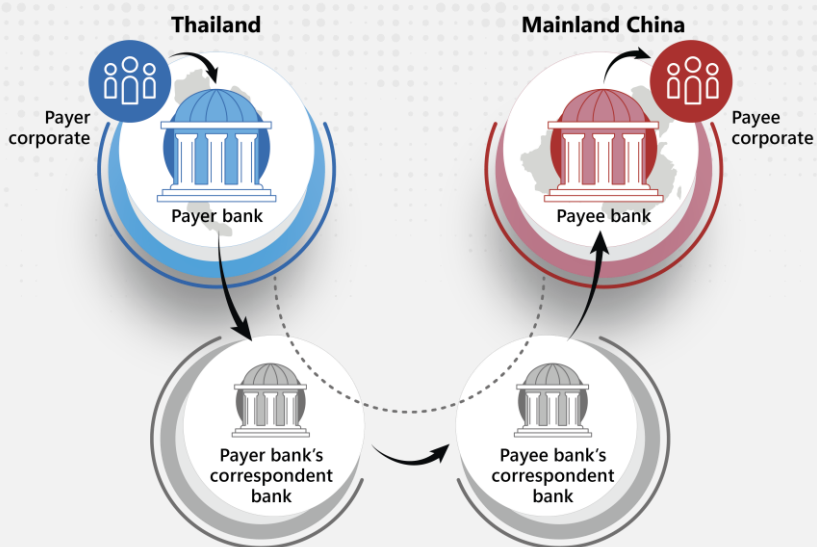 Thailand
Mainland China
Payer
corporate
Payee
corporate
Payer bank
Payee bank
Payer bank’s
correspondent
bank
Payee bank’s
correspondent
bank